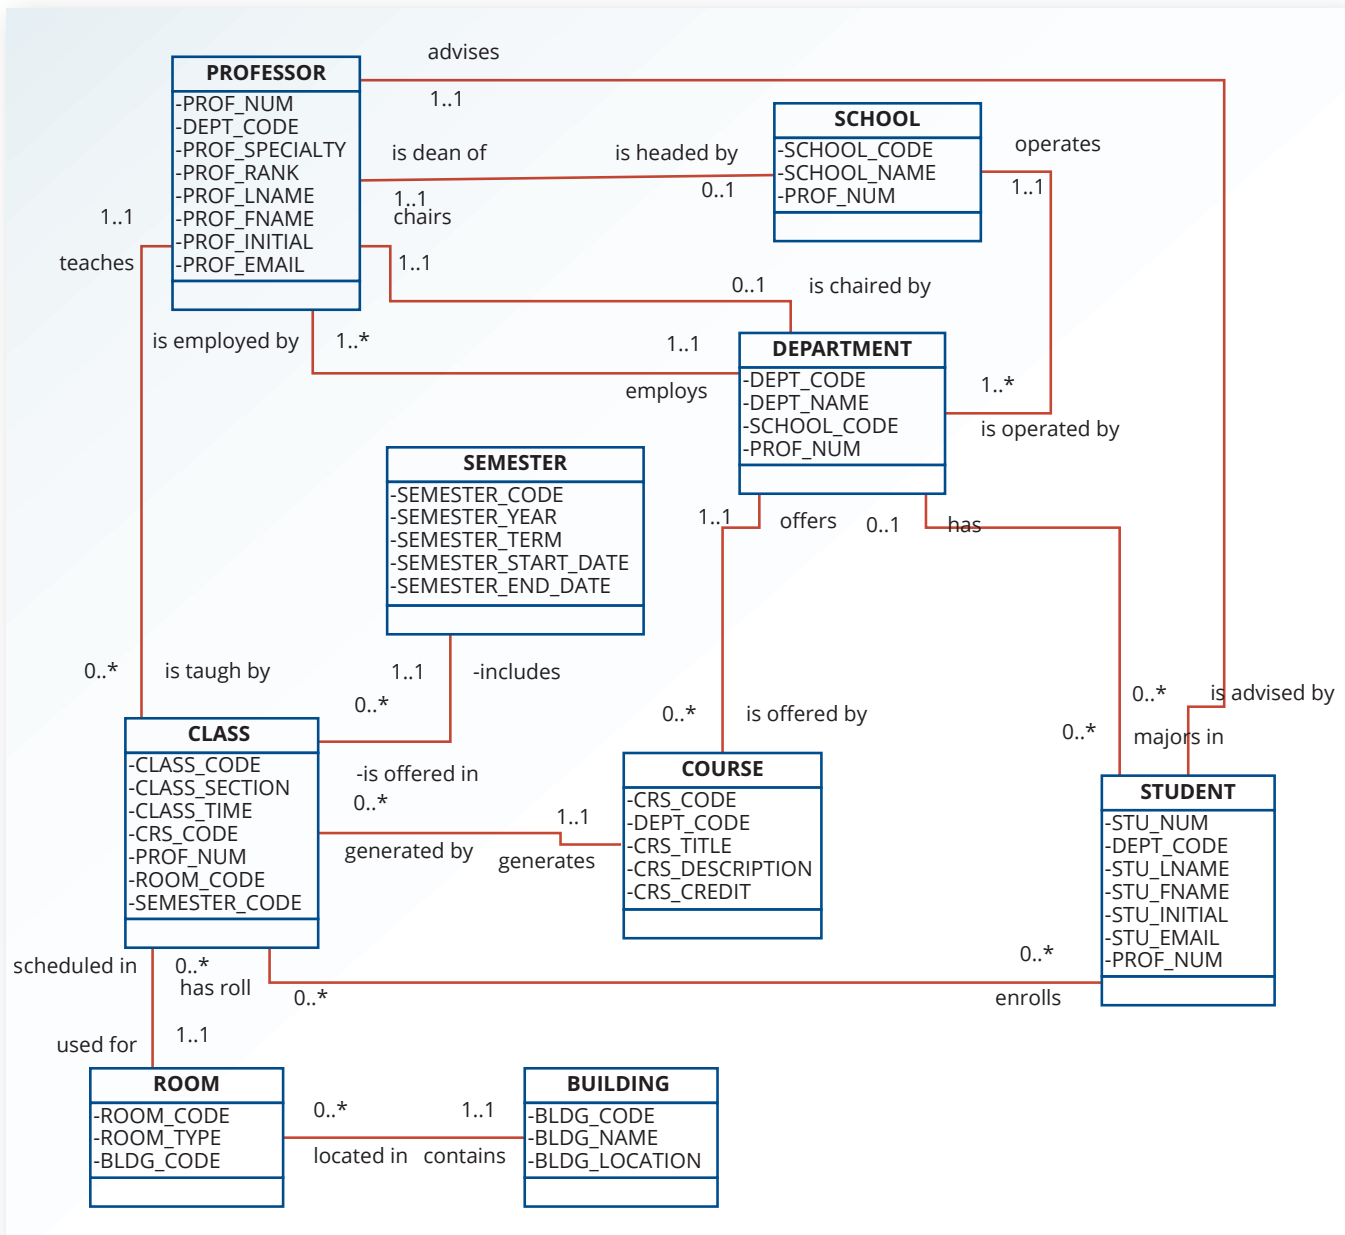 advises
PROFESSOR
-PROF_NUM
-DEPT_CODE
-PROF_SPECIALTY
-PROF_RANK
-PROF_LNAME
-PROF_FNAME
-PROF_INITIAL
-PROF_EMAIL
1..1
is dean of
is headed by
1..1
0..1
SCHOOL
-SCHOOL_CODE
-SCHOOL_NAME
-PROF_NUM
operates
1..1
1..1
teaches
chairs
1..1
0..1
is chaired by
is employed by
1..*
1..1
employs
DEPARTMENT
-DEPT_CODE
-DEPT_NAME
-SCHOOL_CODE
-PROF_NUM
1..*
is operated by
SEMESTER
-SEMESTER_CODE
-SEMESTER_YEAR
-SEMESTER_TERM
-SEMESTER_START_DATE
-SEMESTER_END_DATE
1..1
offers
0..1
has
0..*
is taugh by
1..1
-includes
0..*
0..*
is offered by
0..*
is advised by
0..*
majors in
CLASS
-CLASS_CODE
-CLASS_SECTION
-CLASS_TIME
-CRS_CODE
-PROF_NUM
-ROOM_CODE
-SEMESTER_CODE
-is offered in
0..*
1..1
generated by
generates
COURSE
-CRS_CODE
-DEPT_CODE
-CRS_TITLE
-CRS_DESCRIPTION
-CRS_CREDIT
STUDENT
-STU_NUM
-DEPT_CODE
-STU_LNAME
-STU_FNAME
-STU_INITIAL
-STU_EMAIL
-PROF_NUM
scheduled in
0..*
has roll
0..*
0..*
enrolls
used for
1..1
ROOM
-ROOM_CODE
-ROOM_TYPE
-BLDG_CODE
0..*
1..1
located in
contains
BUILDING
-BLDG_CODE
-BLDG_NAME
-BLDG_LOCATION